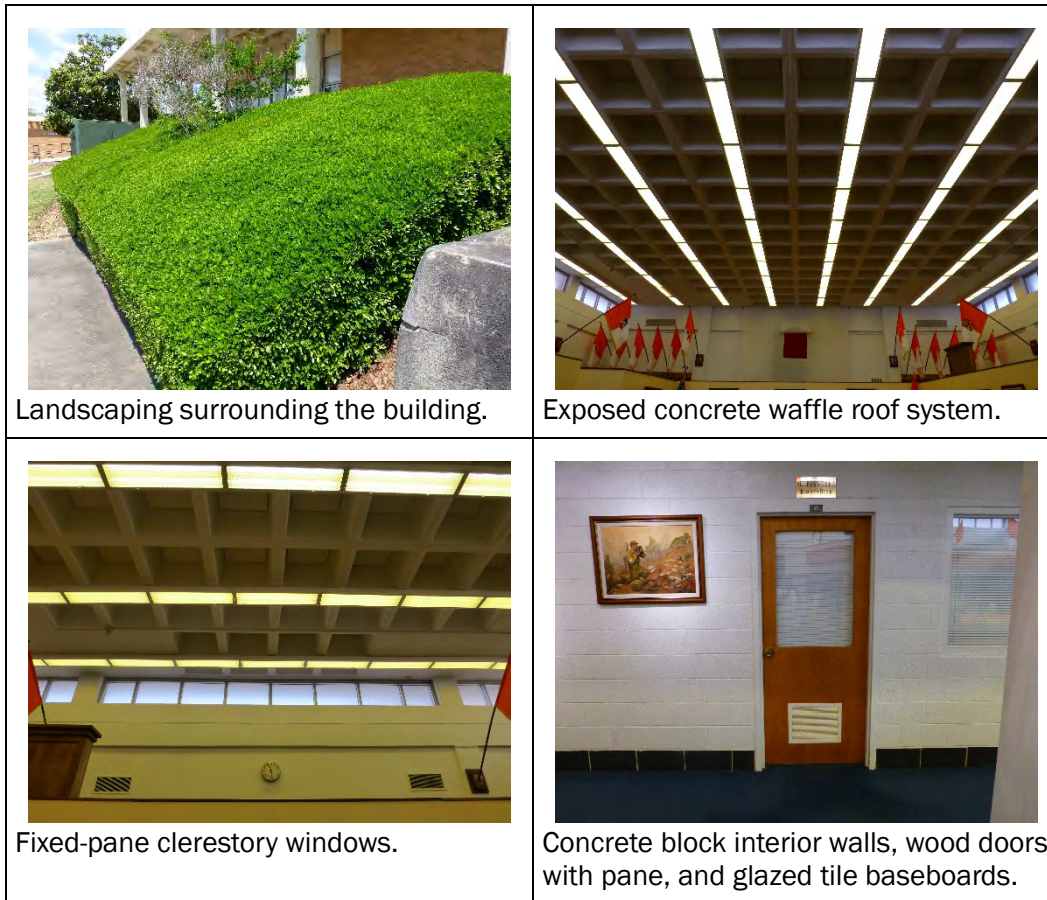 Landscaping surrounding the building.
Exposed concrete waffle roof system.
Fixed-pane clerestory windows.
Concrete block interior walls, wood doors
with pane, and glazed tile baseboards.